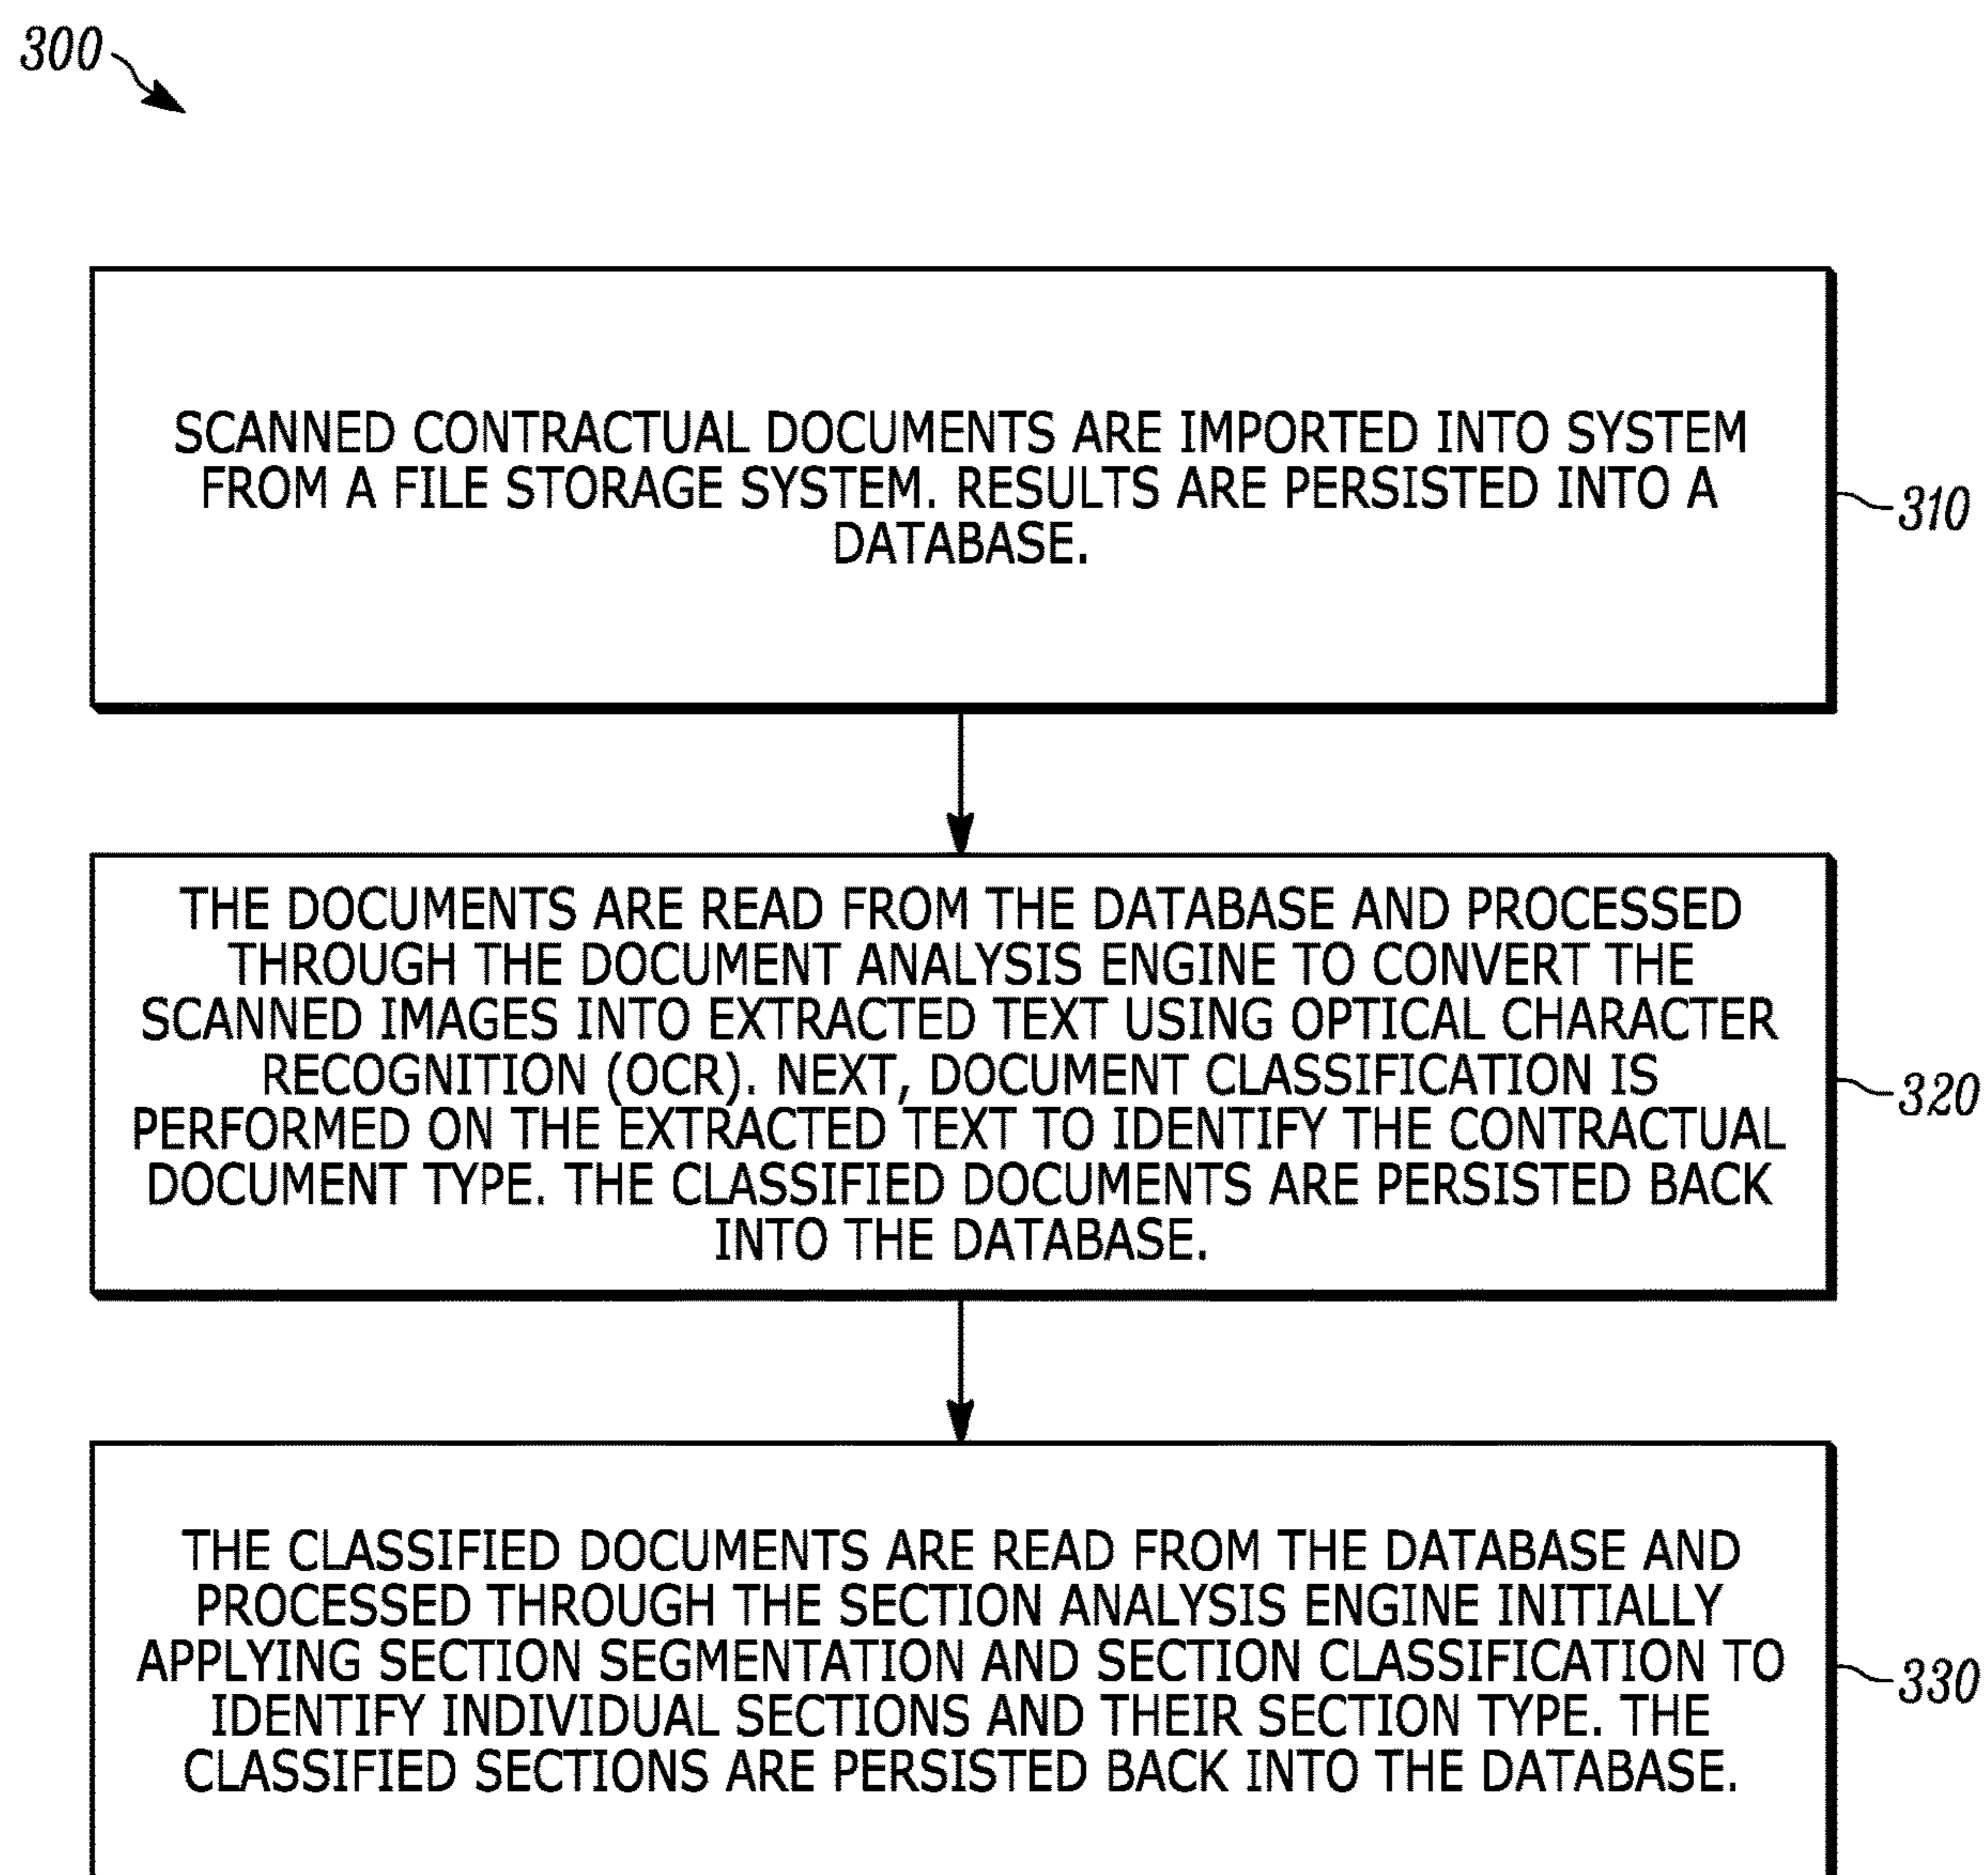 300
SCANNED CONTRACTUAL DOCUMENTS ARE IMPORTED INTO SYSTEM
FROM A FILE STORAGE SYSTEM. RESULTS ARE PERSISTED INTO A
DATABASE.
310
THE DOCUMENTS ARE READ FROM THE DATABASE AND PROCESSED
THROUGH THE DOCUMENT ANALYSIS ENGINE TO CONVERT THE
SCANNED IMAGES INTO EXTRACTED TEXT USING OPTICAL CHARACTER
RECOGNITION (OCR). NEXT, DOCUMENT CLASSIFICATION IS
PERFORMED ON THE EXTRACTED TEXT TO IDENTIFY THE CONTRACTUAL
DOCUMENT TYPE. THE CLASSIFIED DOCUMENTS ARE PERSISTED BACK
INTO THE DATABASE.
320
THE CLASSIFIED DOCUMENTS ARE READ FROM THE DATABASE AND
PROCESSED THROUGH THE SECTION ANALYSIS ENGINE INITIALLY
APPLYING SECTION SEGMENTATION AND SECTION CLASSIFICATION TO
IDENTIFY INDIVIDUAL SECTIONS AND THEIR SECTION TYPE. THE
CLASSIFIED SECTIONS ARE PERSISTED BACK INTO THE DATABASE.
330